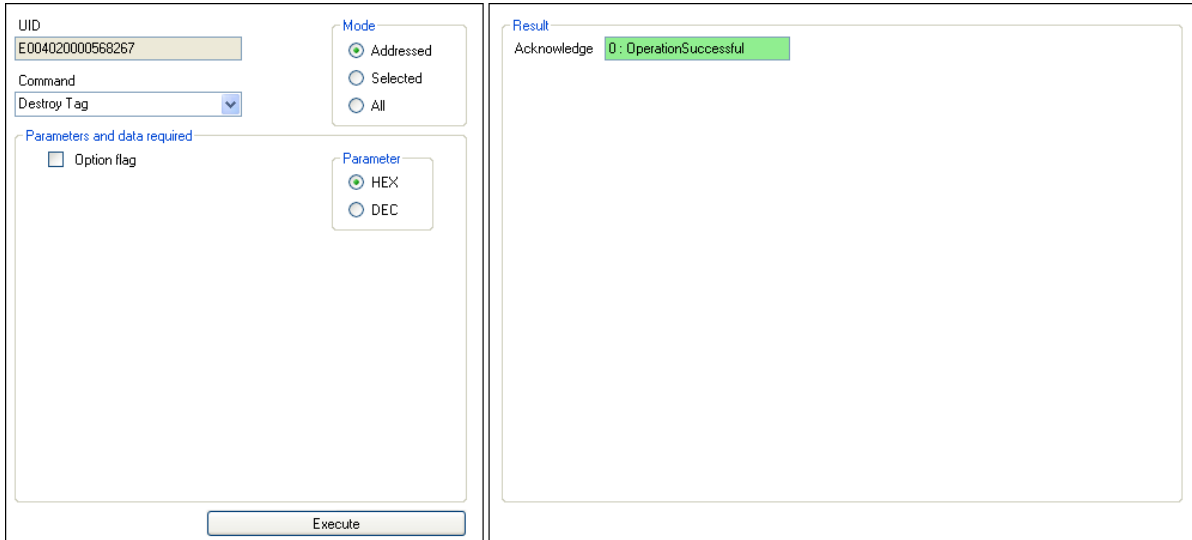 UID
E004020000568267
Command
Destroy Tag
Mode
Addressed
Selected
All
Parameters and data required
Option flag
Parameter
HEX
DEC
Execute
Result
Acknowledge 0 : OperationSuccessful